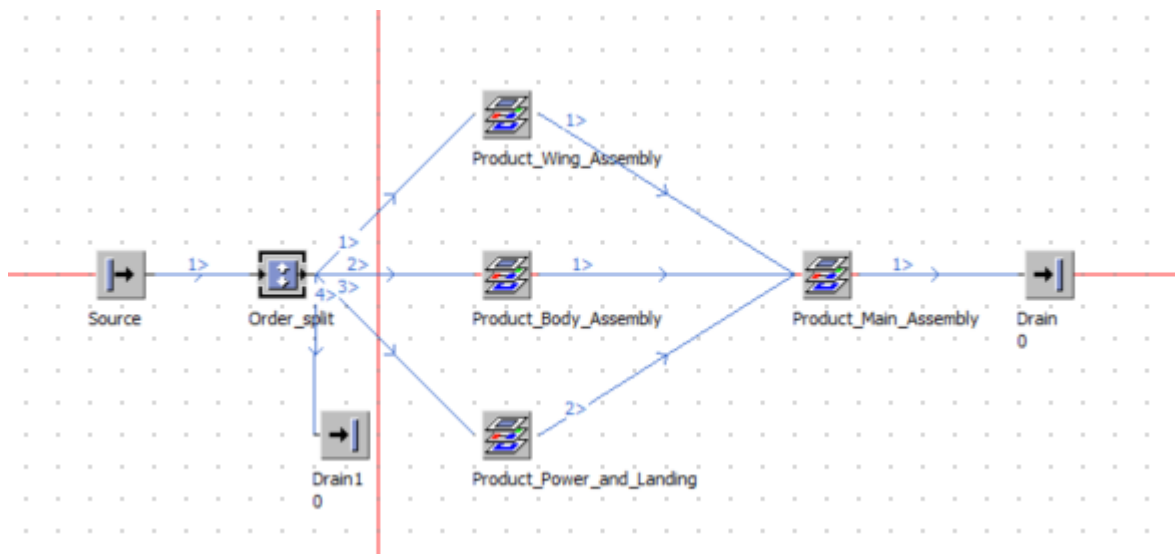 1>
Product_Wing_Assembly
1>
1>
2>
1>
1>
Source
Order_split
4>
3>
Product_Body_Assembly
Product_Main_Assembly
Drain
0
2>
Drain1
0
Product_Power_and_Landing